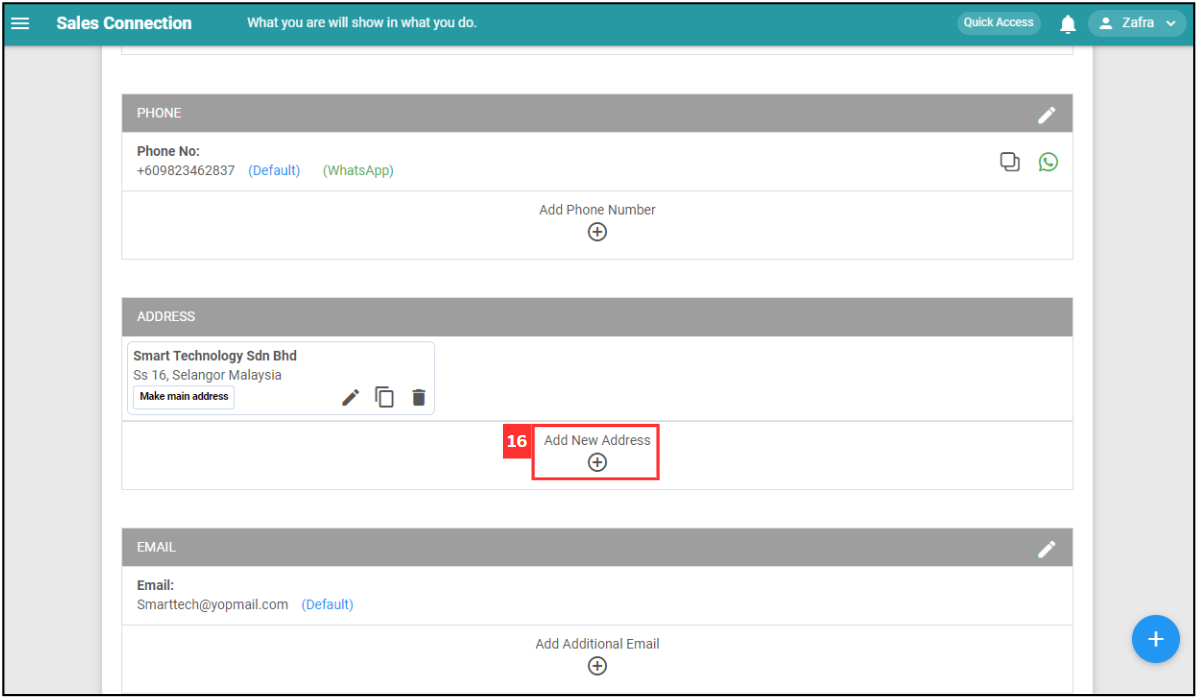 Sales Connection What you are will show in what you do. Quick Access Zafra
PHONE
Phone No:
+609823462837 (Default) (WhatsApp)
Add Phone Number
ADDRESS
Smart Technology Sdn Bhd
Ss 16, Selangor Malaysia
Make main address
16 Add New Address
EMAIL
Email:
Smarttech@yopmail.com (Default)
Add Additional Email